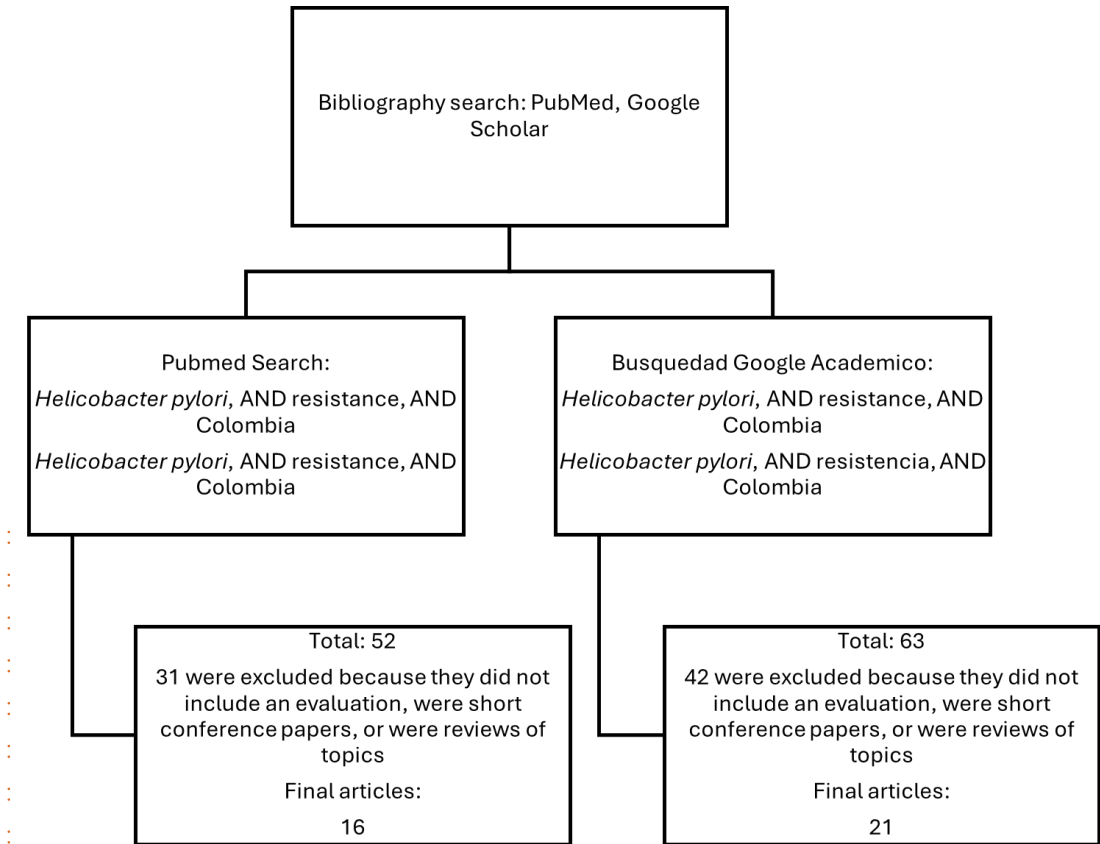 Bibliography search: PubMed, Google
Scholar
Pubmed Search:
Helicobacter pylori, AND resistance, AND
Colombia
Helicobacter pylori, AND resistance, AND
Colombia
Busquedad Google Academico:
Helicobacter pylori, AND resistance, AND
Colombia
Helicobacter pylori, AND resistencia, AND
Colombia
Total: 52
31 were excluded because they did not
include an evaluation, were short
conference papers, or were reviews of
topics
Final articles:
16
Total: 63
42 were excluded because they did not
include an evaluation, were short
conference papers, or were reviews of
topics
Final articles:
21